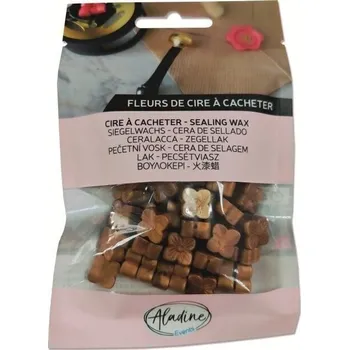 FLEURS DE CIRE À CACHETER
CIRE À CACHETER - SEALING WAX
SIEGELWACHS - CERA DE SELLADO
CERALACCA - ZEGELLAK
PEČETNÍ VOSK - CERA DE SELAGEM
LAK - PECSÉTVIASZ
ΒΟΥΛΟΚΕΡΙ - 火漆蜡
Aladine